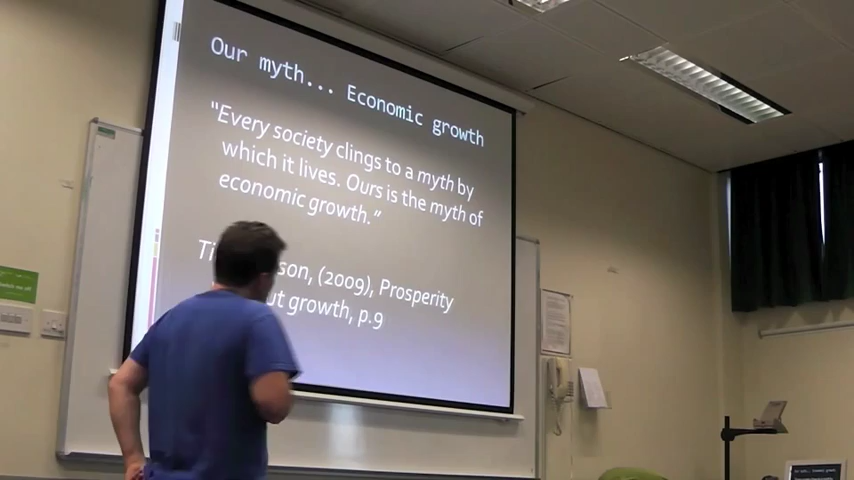 Our myth... Economic growth
"Every society clings to a myth by
which it lives. Ours is the myth of
economic growth."
son, (2009), Prosperity
ut growth, p.9